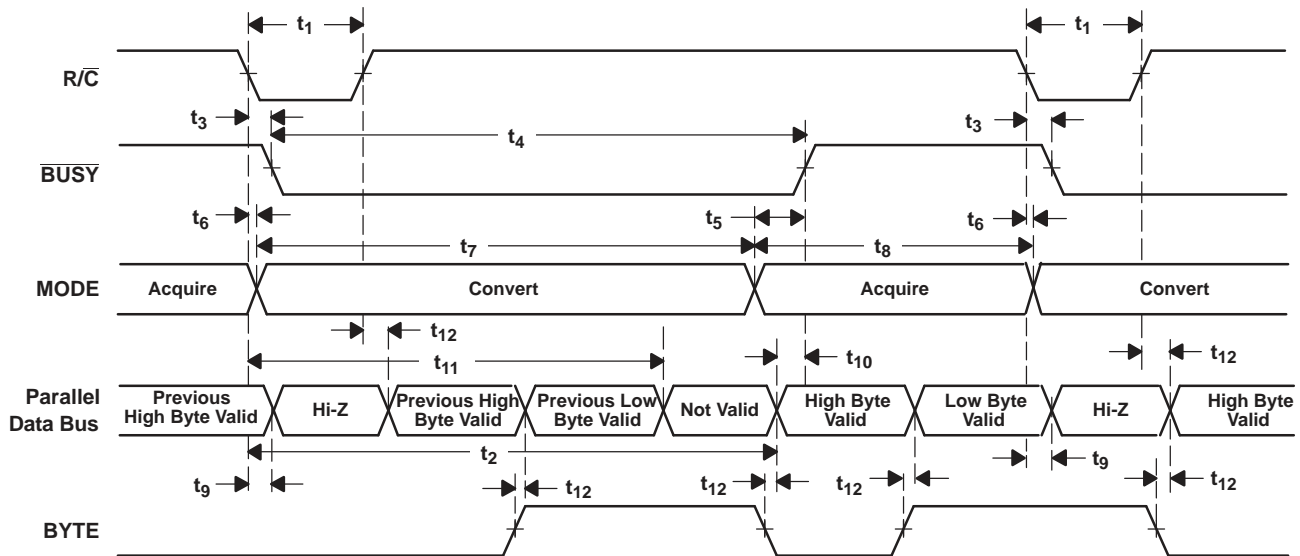 t1 t1
R/C̅
t3 t4 t3
B̅U̅S̅Y̅
t6 t5 t6
t7 t8
MODE Acquire Convert Acquire Convert
t12
t11 t10 t12
Parallel Data Bus
Previous High Byte Valid
Hi-Z
Previous High Byte Valid
Previous Low Byte Valid
Not Valid
High Byte Valid
Low Byte Valid
Hi-Z
High Byte Valid
t2
t9 t9
t12 t12 t12 t12
BYTE